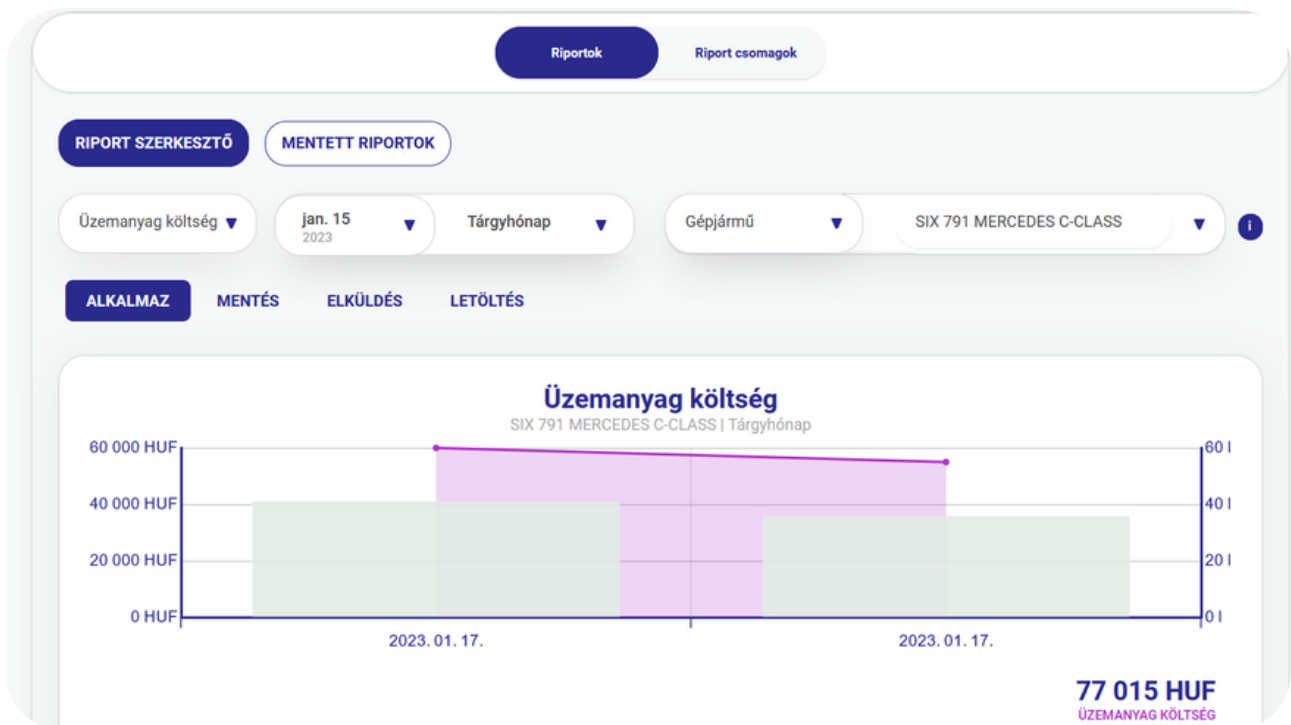 Riportok Riport csomagok
RIPORT SZERKESZTŐ MENTETT RIPORTOK
Üzemanyag költség ▼ jan. 15 ▼ Tárgyhónap ▼ Gépjármű ▼ SIX 791 MERCEDES C-CLASS ▼ i
2023
ALKALMAZ MENTÉS ELKÜLDÉS LETÖLTÉS
Üzemanyag költség
SIX 791 MERCEDES C-CLASS | Tárgyhónap
60 000 HUF 60 l
40 000 HUF 40 l
20 000 HUF 20 l
0 HUF 0 l
2023. 01. 17. 2023. 01. 17.
77 015 HUF
ÜZEMANYAG KÖLTSÉG